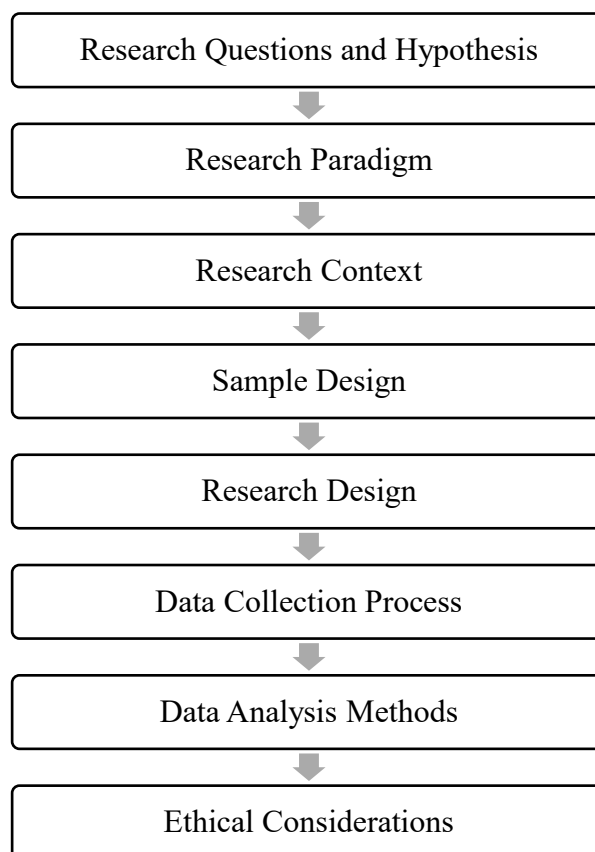 Research Questions and Hypothesis
Research Paradigm
Research Context
Sample Design
Research Design
Data Collection Process
Data Analysis Methods
Ethical Considerations